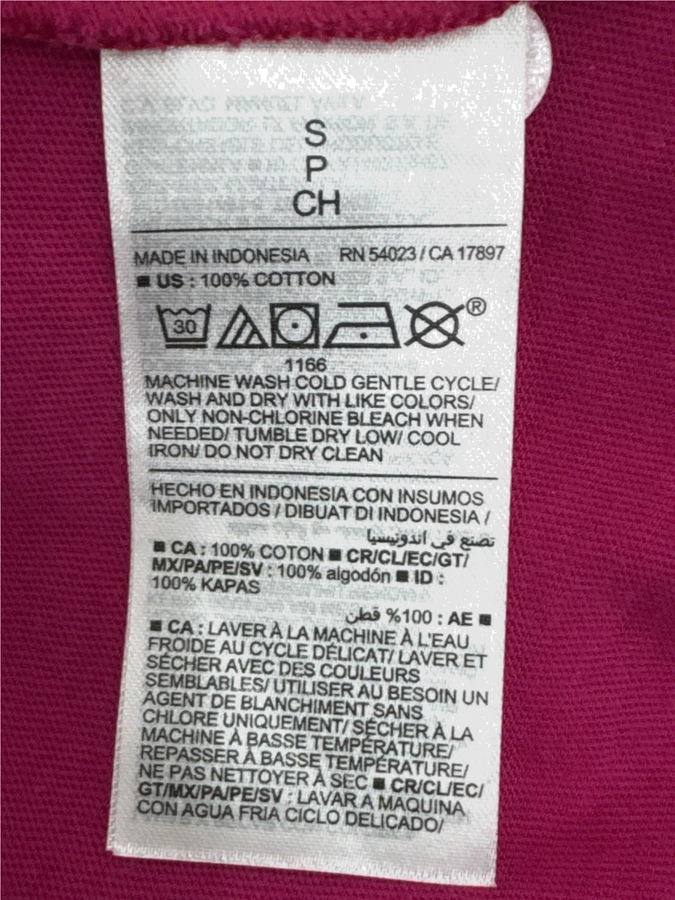 S
P
CH
MADE IN INDONESIA RN 54023 / CA 17897
■ US : 100% COTTON
30 ®
1166
MACHINE WASH COLD GENTLE CYCLE/
WASH AND DRY WITH LIKE COLORS/
ONLY NON-CHLORINE BLEACH WHEN
NEEDED/ TUMBLE DRY LOW/ COOL
IRON/ DO NOT DRY CLEAN
HECHO EN INDONESIA CON INSUMOS
IMPORTADOS / DIBUAT DI INDONESIA /
تصنع في اندونيسيا
■ CA : 100% COTON ■ CR/CL/EC/GT/
MX/PA/PE/SV : 100% algodón ■ ID :
100% KAPAS
■ AE : 100% قطن
■ CA : LAVER À LA MACHINE À L'EAU
FROIDE AU CYCLE DÉLICAT/ LAVER ET
SÉCHER AVEC DES COULEURS
SEMBLABLES/ UTILISER AU BESOIN UN
AGENT DE BLANCHIMENT SANS
CHLORE UNIQUEMENT/ SÉCHER À LA
MACHINE À BASSE TEMPÉRATURE/
REPASSER À BASSE TEMPÉRATURE/
NE PAS NETTOYER À SEC ■ CR/CL/EC/
GT/MX/PA/PE/SV : LAVAR A MAQUINA
CON AGUA FRIA CICLO DELICADO/